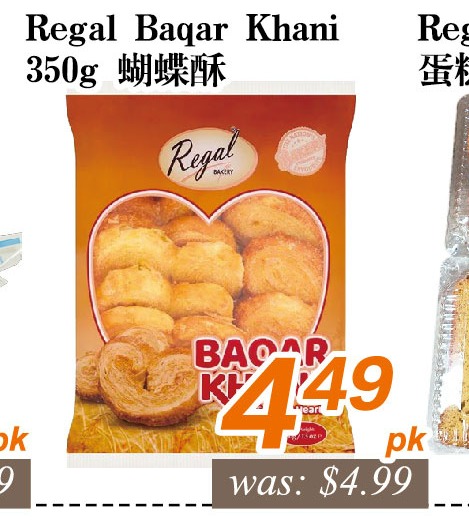 Regal Baqar Khani
350g 蝴蝶酥
Reg
蛋糕
Regal
BAKERY
BAQAR
4.49
pk
pk
was: $4.99
9